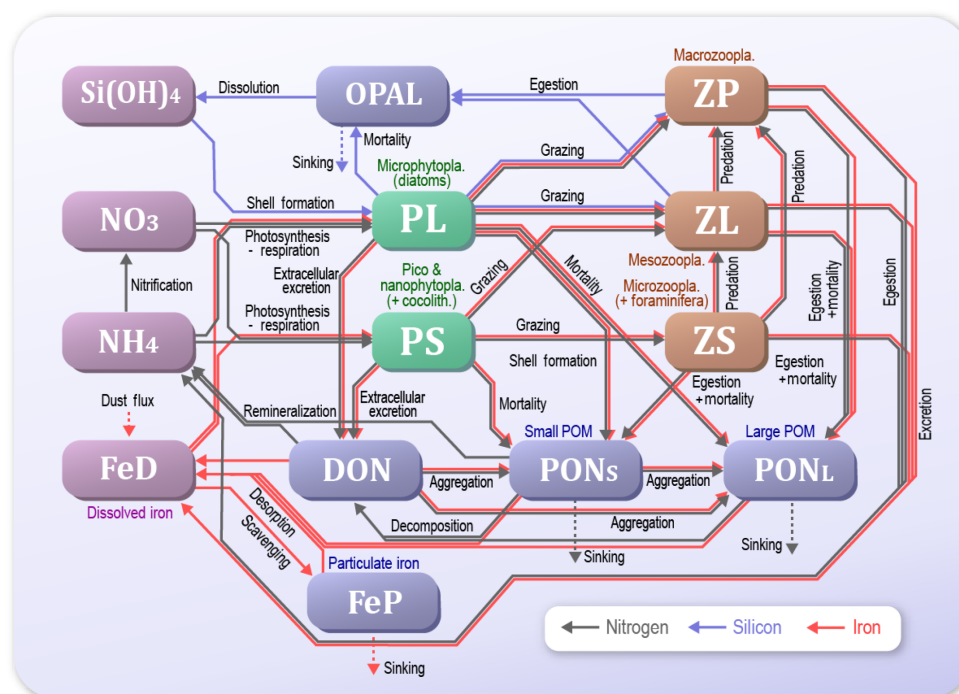 Macrozoopla.
Si(OH)4
Dissolution
OPAL
Egestion
ZP
Mortality
Sinking
Grazing
Predation
Predation
Microphytopla.
(diatoms)
NO3
Shell formation
PL
Grazing
ZL
Photosynthesis
- respiration
Extracellular
excretion
Pico &
nanophytopla.
(+ cocolith.)
Grazing
Mortality
Mesozoopla.
Microzoopla.
(+ foraminifera)
Predation
Egestion
+mortality
Egestion
Nitrification
Photosynthesis
- respiration
NH4
PS
Grazing
ZS
Shell formation
Egestion
+mortality
Egestion
+mortality
Dust flux
Remineralization
Extracellular
excretion
Mortality
Excretion
Small POM
Large POM
FeD
DON
PONS
PONL
Aggregation
Aggregation
Dissolved iron
Desorption
Scavenging
Decomposition
Aggregation
Sinking
Sinking
Particulate iron
FeP
Sinking
Nitrogen
Silicon
Iron